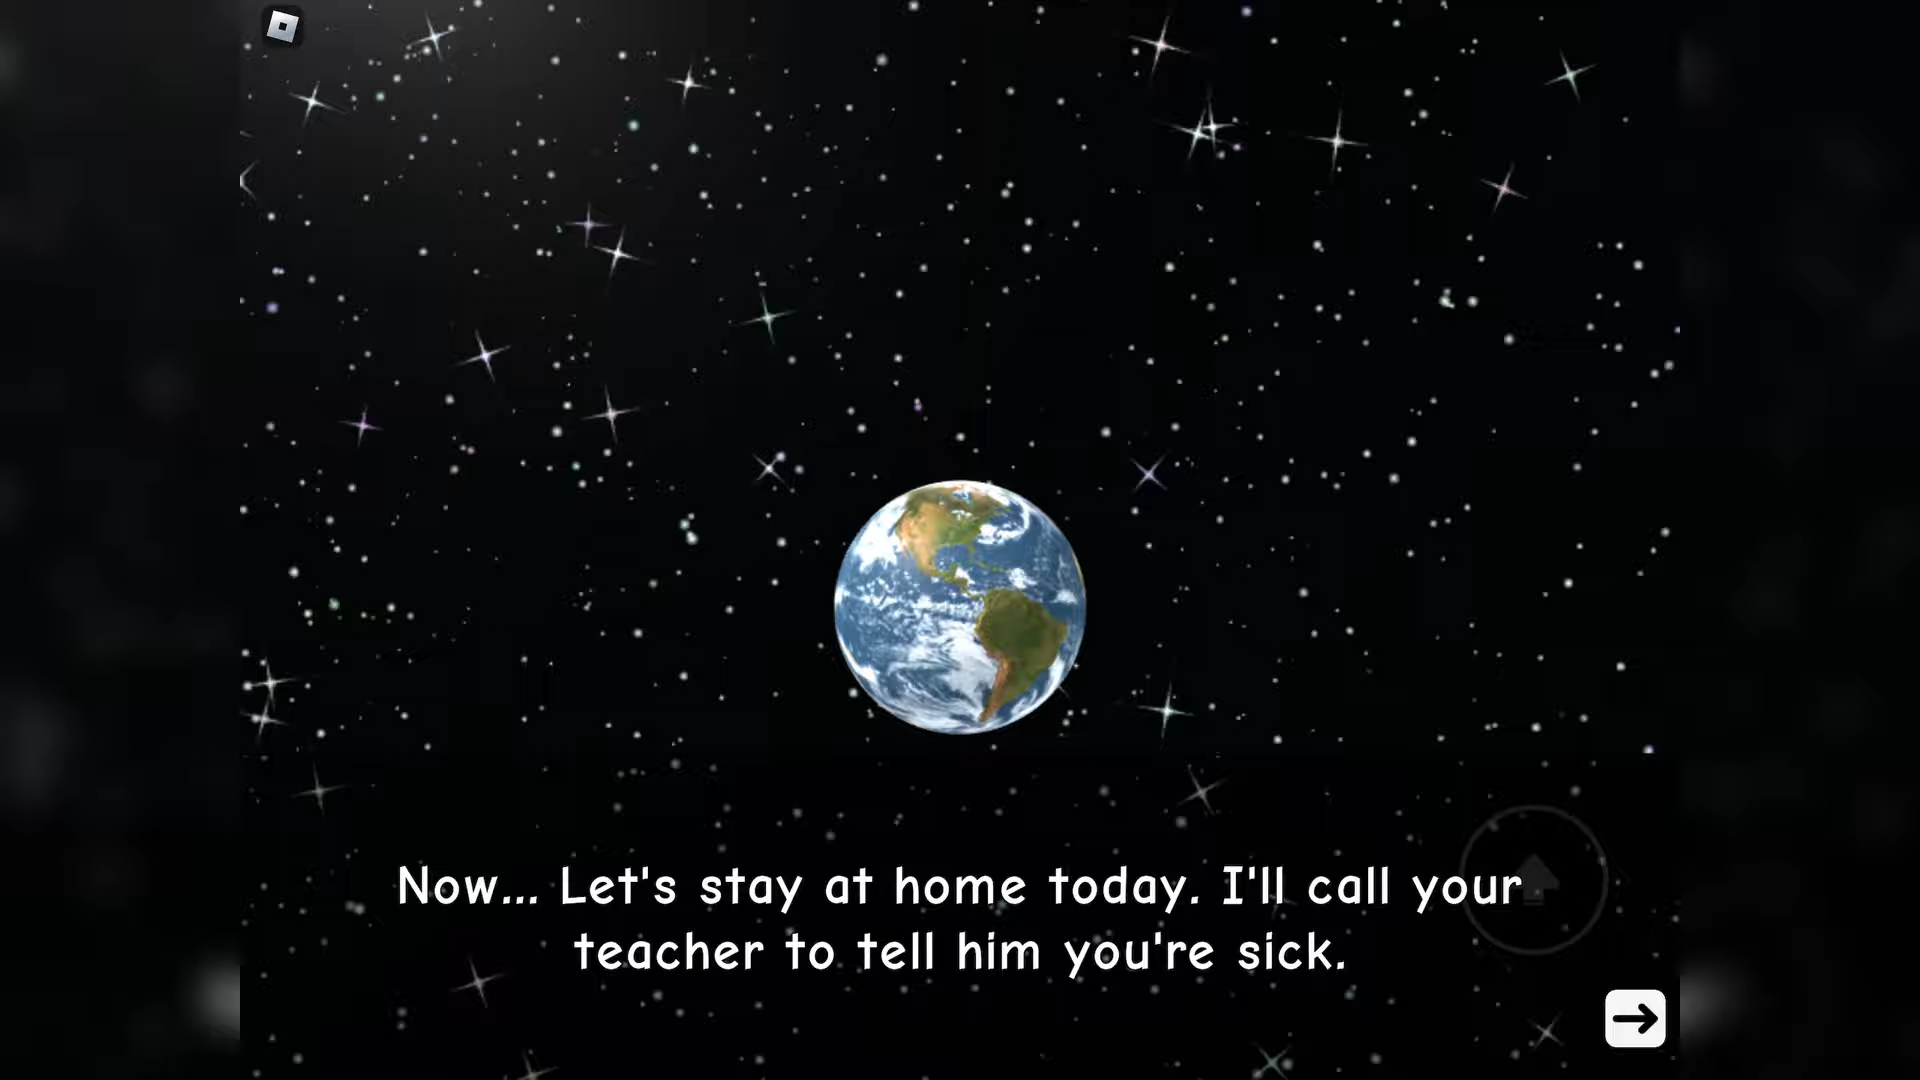 Now... Let's stay at home today. I'll call your
teacher to tell him you're sick.